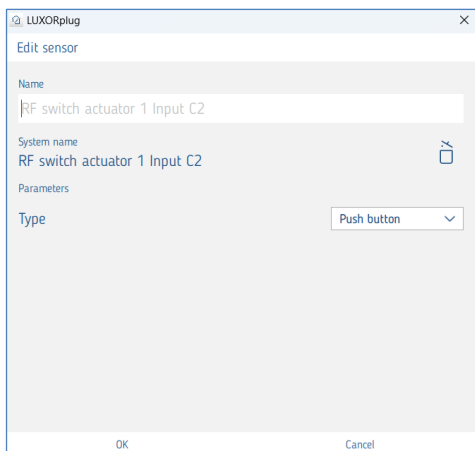 LUXORplug
Edit sensor
Name
RF switch actuator 1 Input C2
System name
RF switch actuator 1 Input C2
Parameters
Type
Push button
OK
Cancel